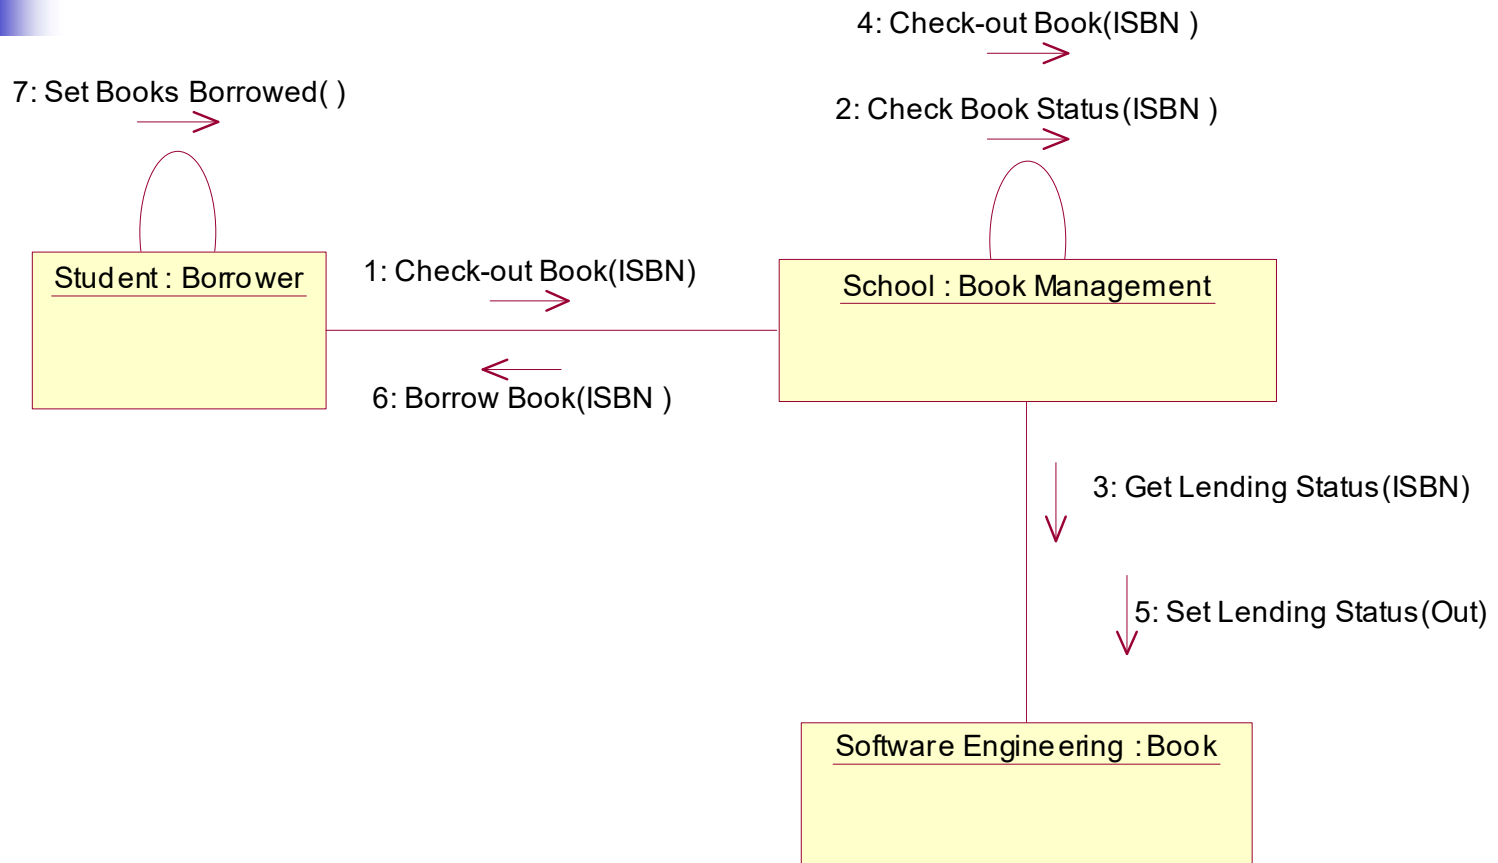 4: Check-out Book(ISBN )
7: Set Books Borrowed( )
2: Check Book Status(ISBN )
Student : Borrower
1: Check-out Book(ISBN)
School : Book Management
6: Borrow Book(ISBN )
3: Get Lending Status(ISBN)
5: Set Lending Status(Out)
Software Engineering : Book